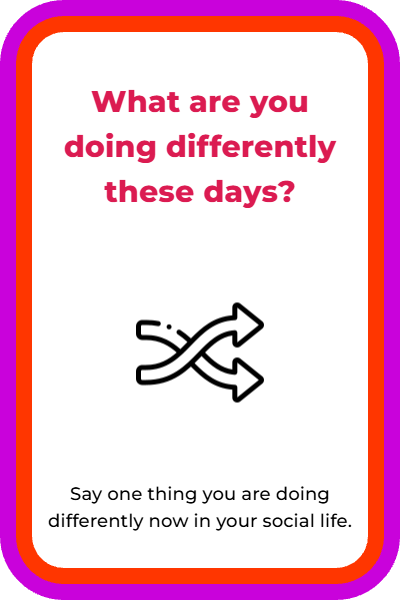 What are you
doing differently
these days?
Say one thing you are doing
differently now in your social life.